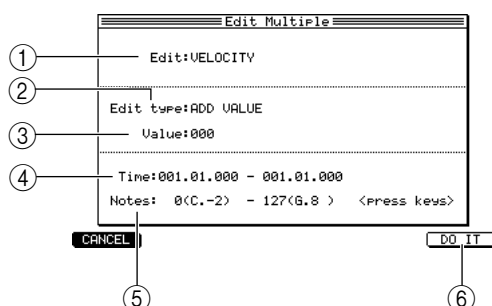 Edit Multiple
① Edit:VELOCITY
②
Edit type:ADD VALUE
③ Value:000
④ Time:001.01.000 - 001.01.000
Notes: 0(C.-2) - 127(G.8 ) <press keys>
CANCEL DO IT
⑤ ⑥